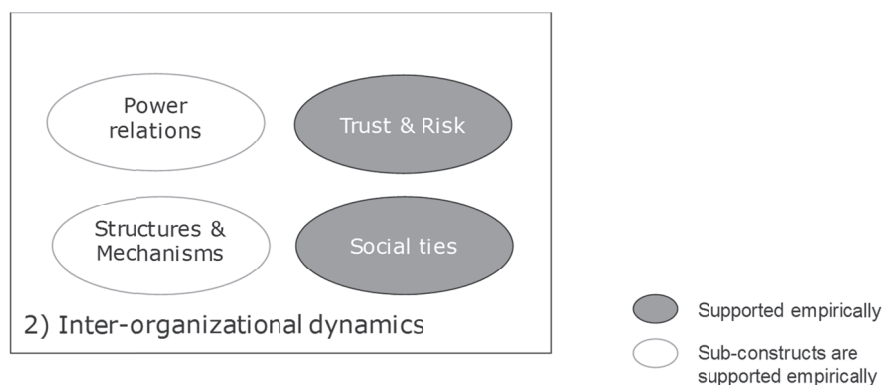 Power
relations
Trust & Risk
Structures &
Mechanisms
Social ties
2) Inter-organizational dynamics
Supported empirically
Sub-constructs are
supported empirically